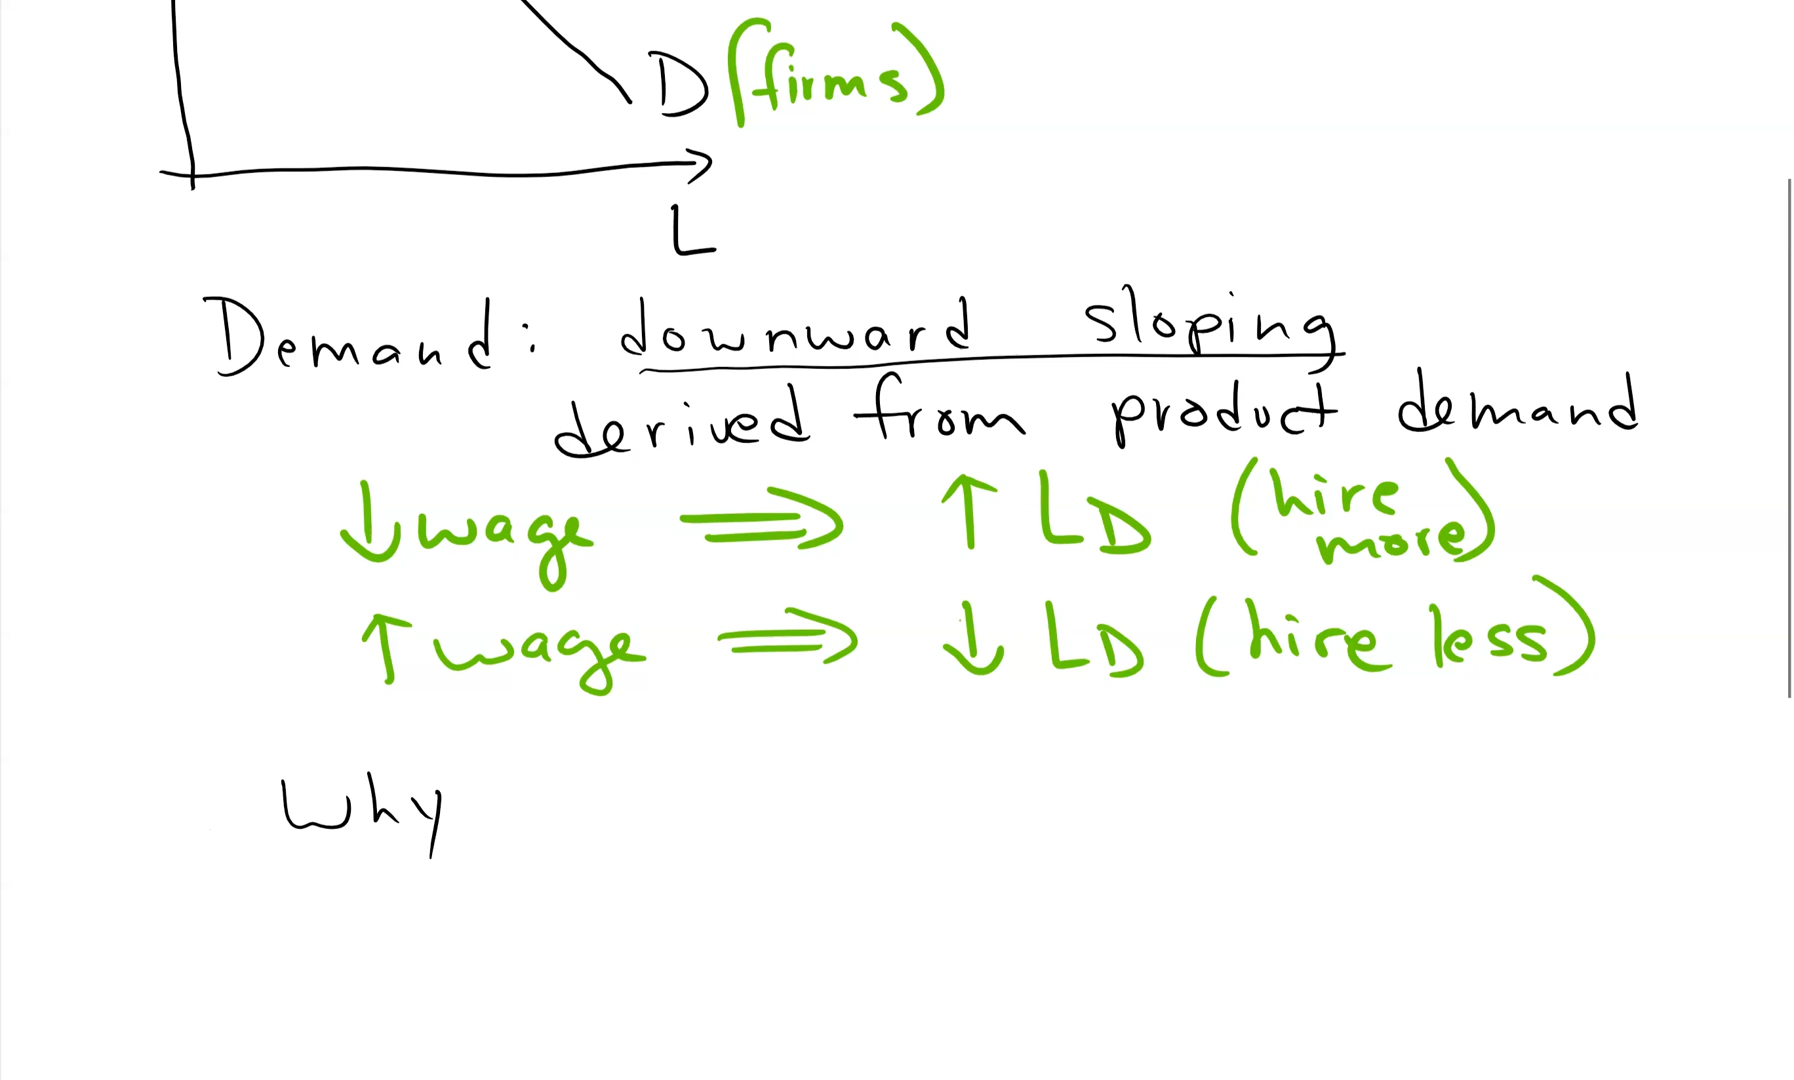 D (firms)
L
Demand: downward sloping
derived from product demand
↓ wage ⇒ ↑ LD (hire more)
↑ wage ⇒ ↓ LD (hire less)
Why